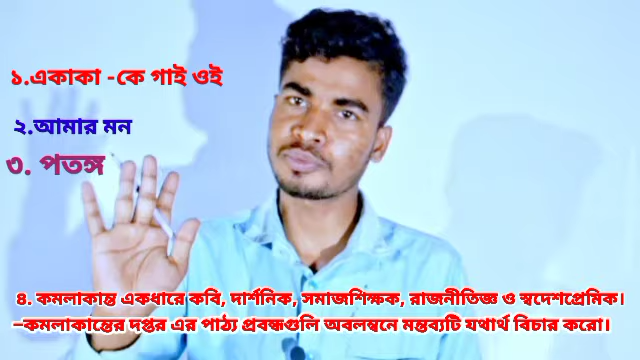 ১.একাকা -কে গাই ওই
২.আমার মন
৩. পতঙ্গ
৪. কমলাকান্ত একধারে কবি, দার্শনিক, সমাজশিক্ষক, রাজনীতিজ্ঞ ও স্বদেশপ্রেমিক।
–কমলাকান্তের দপ্তর এর পাঠ্য প্রবন্ধগুলি অবলম্বনে মন্তব্যটি যথার্থ বিচার করো।